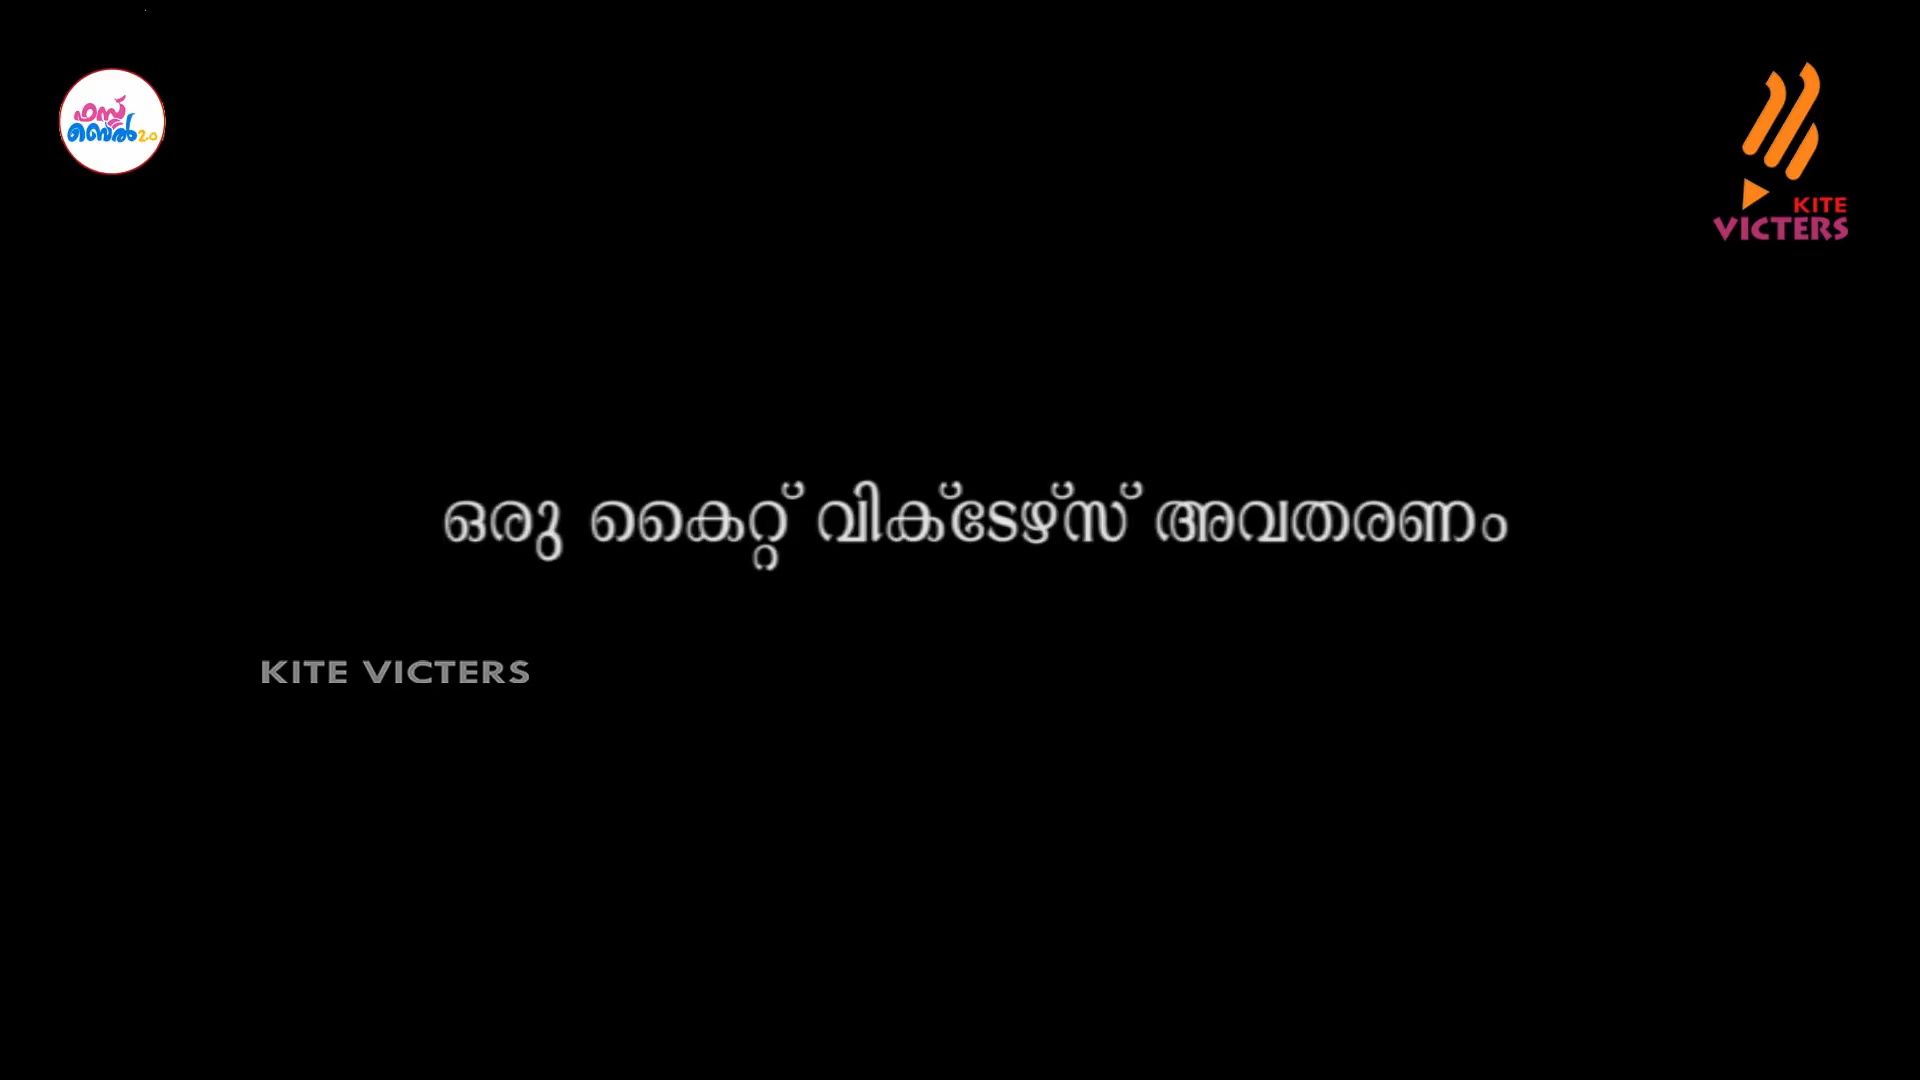 ഫസ്റ്റ്
ബെൽ 2.0
KITE
VICTERS
ഒരു കൈറ്റ് വിക്ടേഴ്സ് അവതരണം
KITE VICTERS